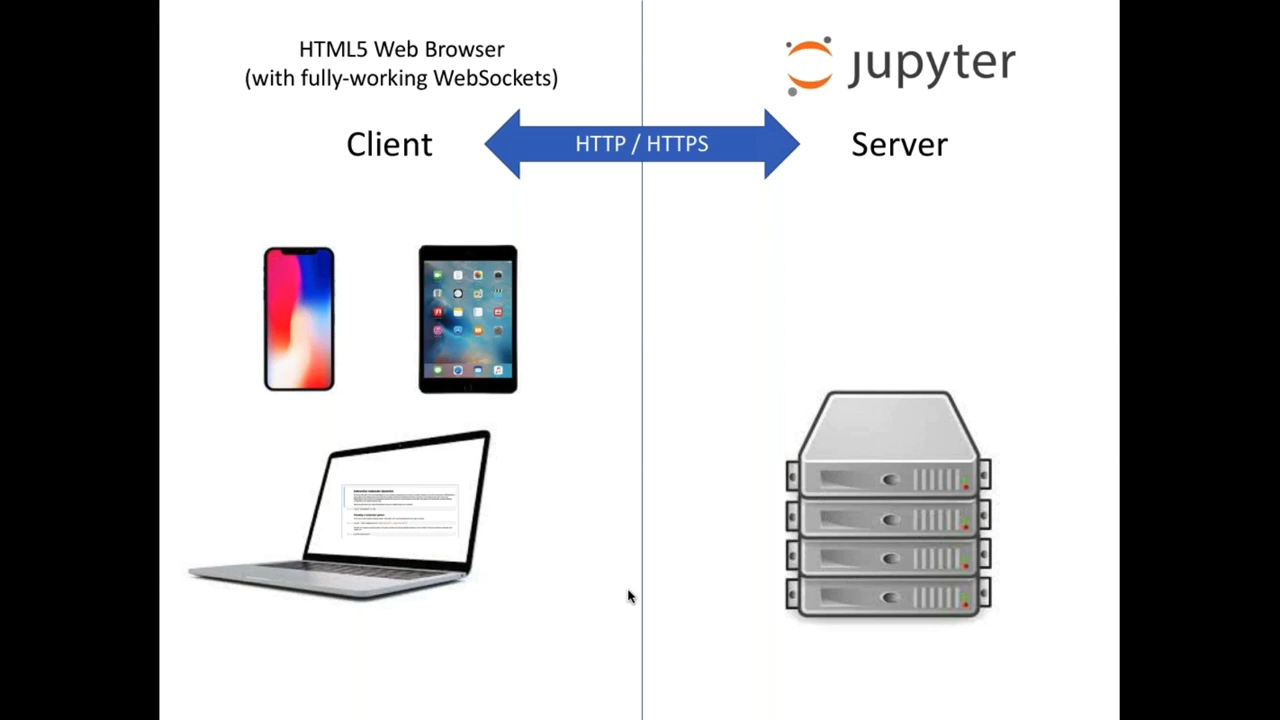 HTML5 Web Browser
(with fully-working WebSockets)
jupyter
Client
HTTP / HTTPS
Server